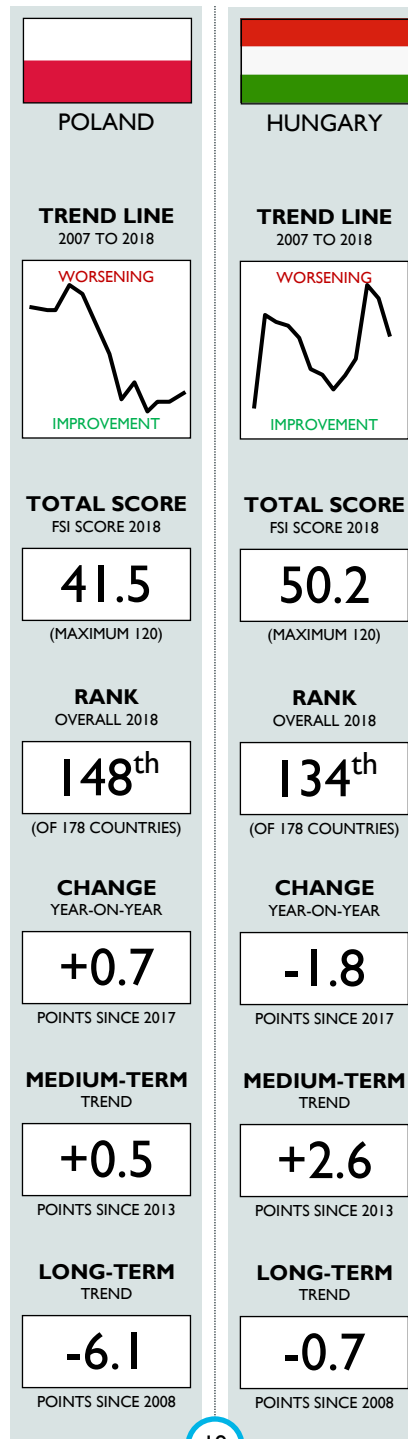 POLAND
TREND LINE
2007 TO 2018
WORSENING
IMPROVEMENT
TOTAL SCORE
FSI SCORE 2018
41.5
(MAXIMUM 120)
RANK
OVERALL 2018
148th
(OF 178 COUNTRIES)
CHANGE
YEAR-ON-YEAR
+0.7
POINTS SINCE 2017
MEDIUM-TERM
TREND
+0.5
POINTS SINCE 2013
LONG-TERM
TREND
-6.1
POINTS SINCE 2008
HUNGARY
TREND LINE
2007 TO 2018
WORSENING
IMPROVEMENT
TOTAL SCORE
FSI SCORE 2018
50.2
(MAXIMUM 120)
RANK
OVERALL 2018
134th
(OF 178 COUNTRIES)
CHANGE
YEAR-ON-YEAR
-1.8
POINTS SINCE 2017
MEDIUM-TERM
TREND
+2.6
POINTS SINCE 2013
LONG-TERM
TREND
-0.7
POINTS SINCE 2008